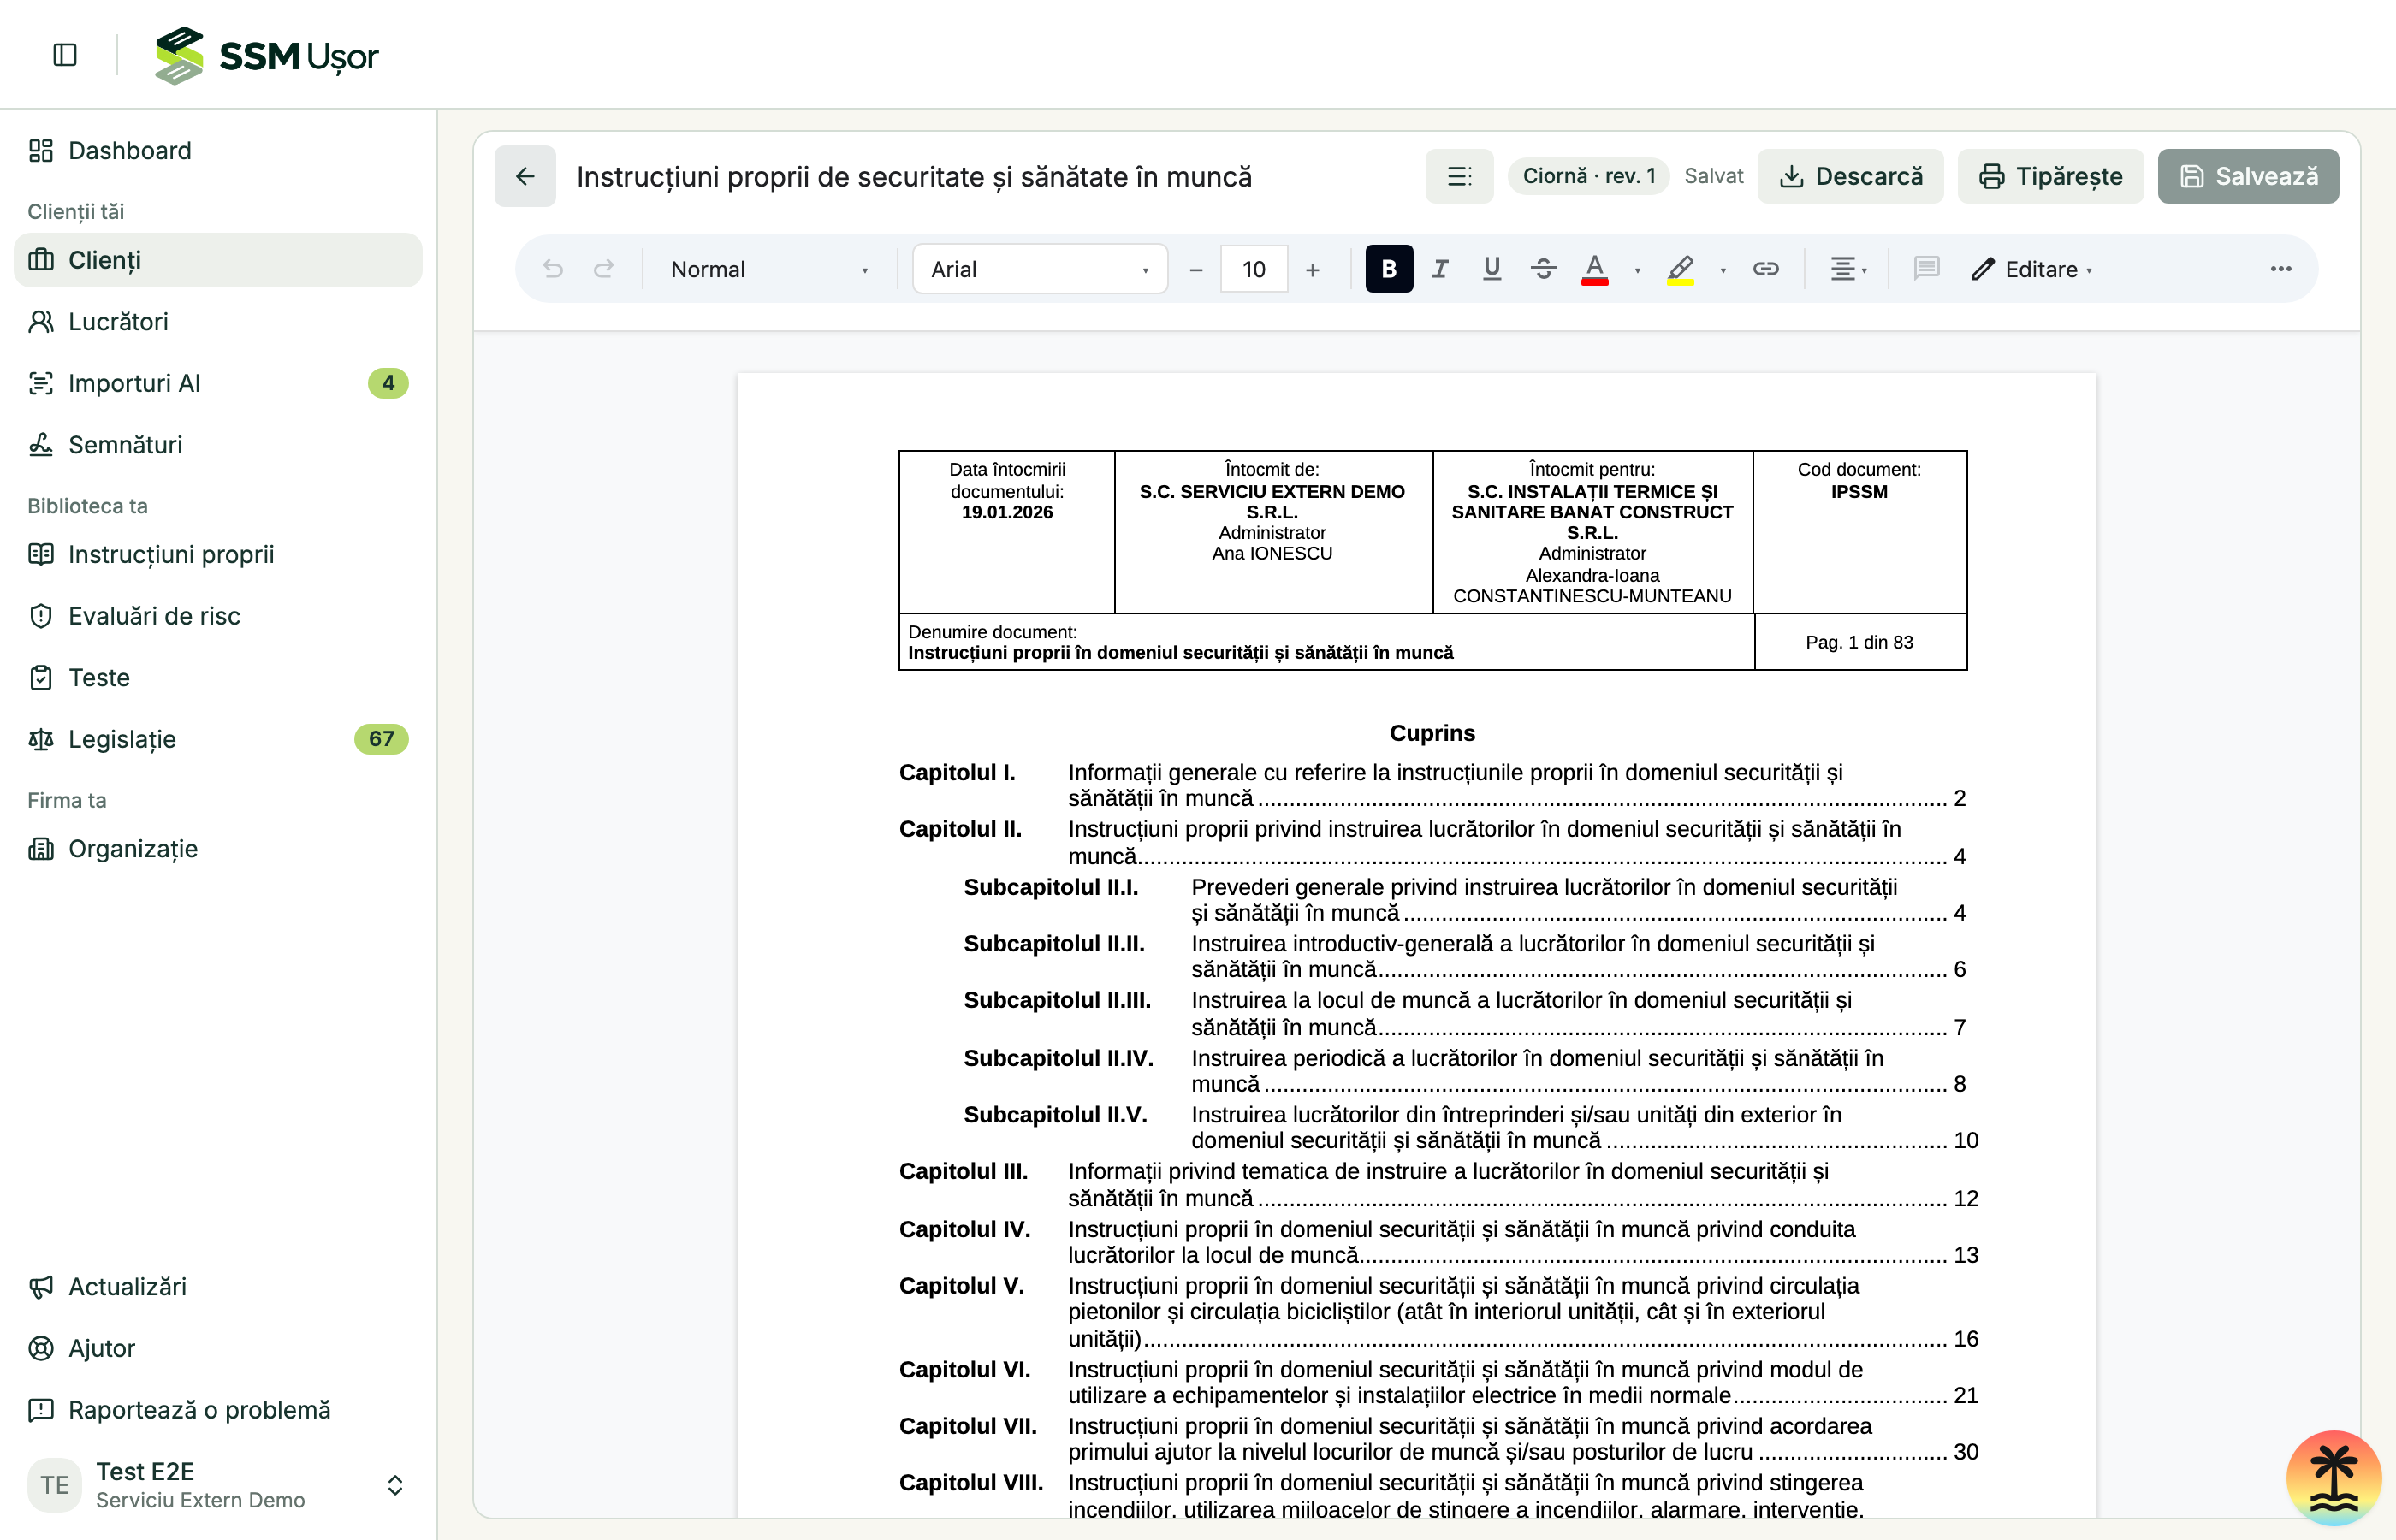 SSM Ușor
Dashboard
Clienții tăi
Clienți
Lucrători
Importuri AI 4
Semnături
Biblioteca ta
Instrucțiuni proprii
Evaluări de risc
Teste
Legislație 67
Firma ta
Organizație
Actualizări
Ajutor
Raportează o problemă
TE
Test E2E
Serviciu Extern Demo
Instrucțiuni proprii de securitate și sănătate în muncă
Ciornă · rev. 1
Salvat
Descarcă
Tipărește
Salvează
Normal
Arial
10
B I U S A
Editare
Data întocmirii
documentului:
19.01.2026
Întocmit de:
S.C. SERVICIU EXTERN DEMO
S.R.L.
Administrator
Ana IONESCU
Întocmit pentru:
S.C. INSTALAȚII TERMICE ȘI
SANITARE BANAT CONSTRUCT
S.R.L.
Administrator
Alexandra-Ioana
CONSTANTINESCU-MUNTEANU
Cod document:
IPSSM
Denumire document:
Instrucțiuni proprii în domeniul securității și sănătății în muncă
Pag. 1 din 83
Cuprins
Capitolul I. Informații generale cu referire la instrucțiunile proprii în domeniul securității și
sănătății în muncă 2
Capitolul II. Instrucțiuni proprii privind instruirea lucrătorilor în domeniul securității și sănătății în
muncă 4
Subcapitolul II.I. Prevederi generale privind instruirea lucrătorilor în domeniul securității
și sănătății în muncă 4
Subcapitolul II.II. Instruirea introductiv-generală a lucrătorilor în domeniul securității și
sănătății în muncă 6
Subcapitolul II.III. Instruirea la locul de muncă a lucrătorilor în domeniul securității și
sănătății în muncă 7
Subcapitolul II.IV. Instruirea periodică a lucrătorilor în domeniul securității și sănătății în
muncă 8
Subcapitolul II.V. Instruirea lucrătorilor din întreprinderi și/sau unități din exterior în
domeniul securității și sănătății în muncă 10
Capitolul III. Informații privind tematica de instruire a lucrătorilor în domeniul securității și
sănătății în muncă 12
Capitolul IV. Instrucțiuni proprii în domeniul securității și sănătății în muncă privind conduita
lucrătorilor la locul de muncă 13
Capitolul V. Instrucțiuni proprii în domeniul securității și sănătății în muncă privind circulația
pietonilor și circulația bicicliștilor (atât în interiorul unității, cât și în exteriorul
unității) 16
Capitolul VI. Instrucțiuni proprii în domeniul securității și sănătății în muncă privind modul de
utilizare a echipamentelor și instalațiilor electrice în medii normale 21
Capitolul VII. Instrucțiuni proprii în domeniul securității și sănătății în muncă privind acordarea
primului ajutor la nivelul locurilor de muncă și/sau posturilor de lucru 30
Capitolul VIII. Instrucțiuni proprii în domeniul securității și sănătății în muncă privind stingerea
incendiilor, utilizarea mijloacelor de stingere a incendiilor, alarmare, intervenție,